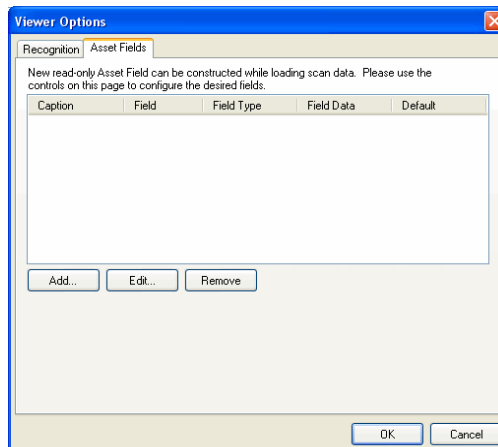 Viewer Options
Recognition Asset Fields
New read-only Asset Field can be constructed while loading scan data. Please use the
controls on this page to configure the desired fields.
Caption Field Field Type Field Data Default
Add... Edit... Remove
OK Cancel